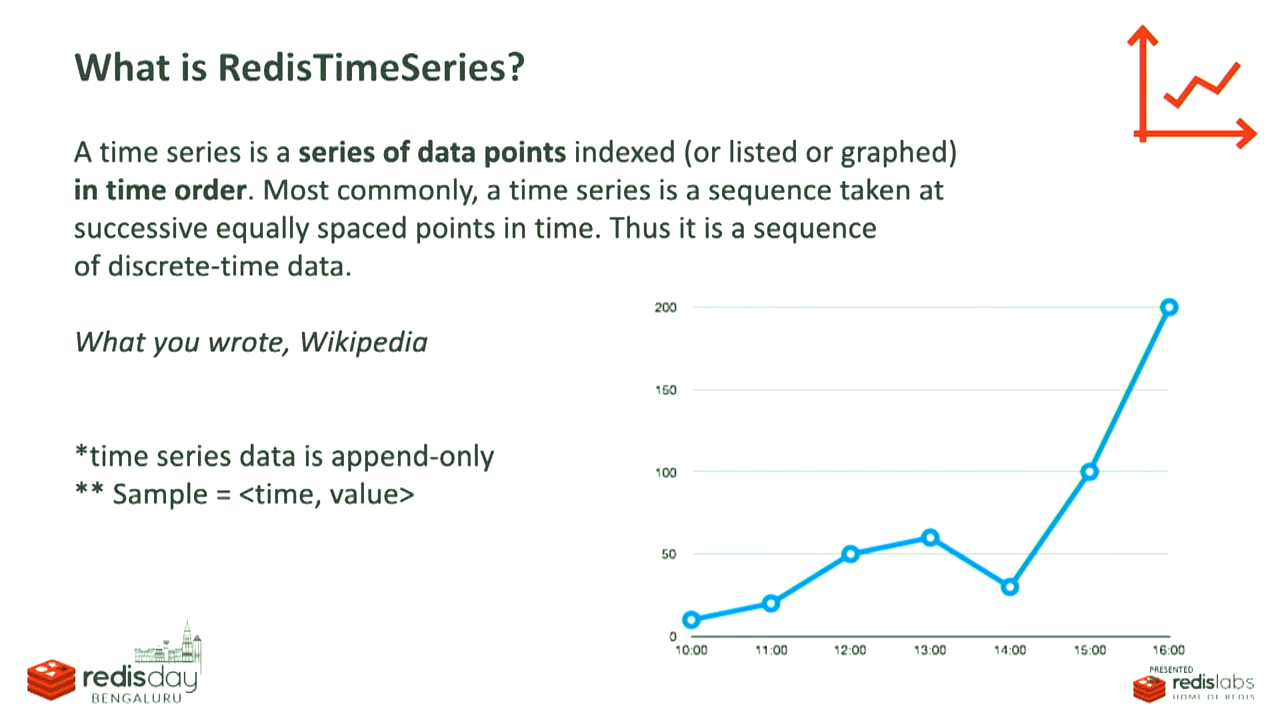 What is RedisTimeSeries?
A time series is a series of data points indexed (or listed or graphed)
in time order. Most commonly, a time series is a sequence taken at
successive equally spaced points in time. Thus it is a sequence
of discrete-time data.
What you wrote, Wikipedia
*time series data is append-only
** Sample = <time, value>
200
150
100
50
0
10:00 11:00 12:00 13:00 14:00 15:00 16:00
redisday
BENGALURU
PRESENTED
redislabs
HOME OF REDIS